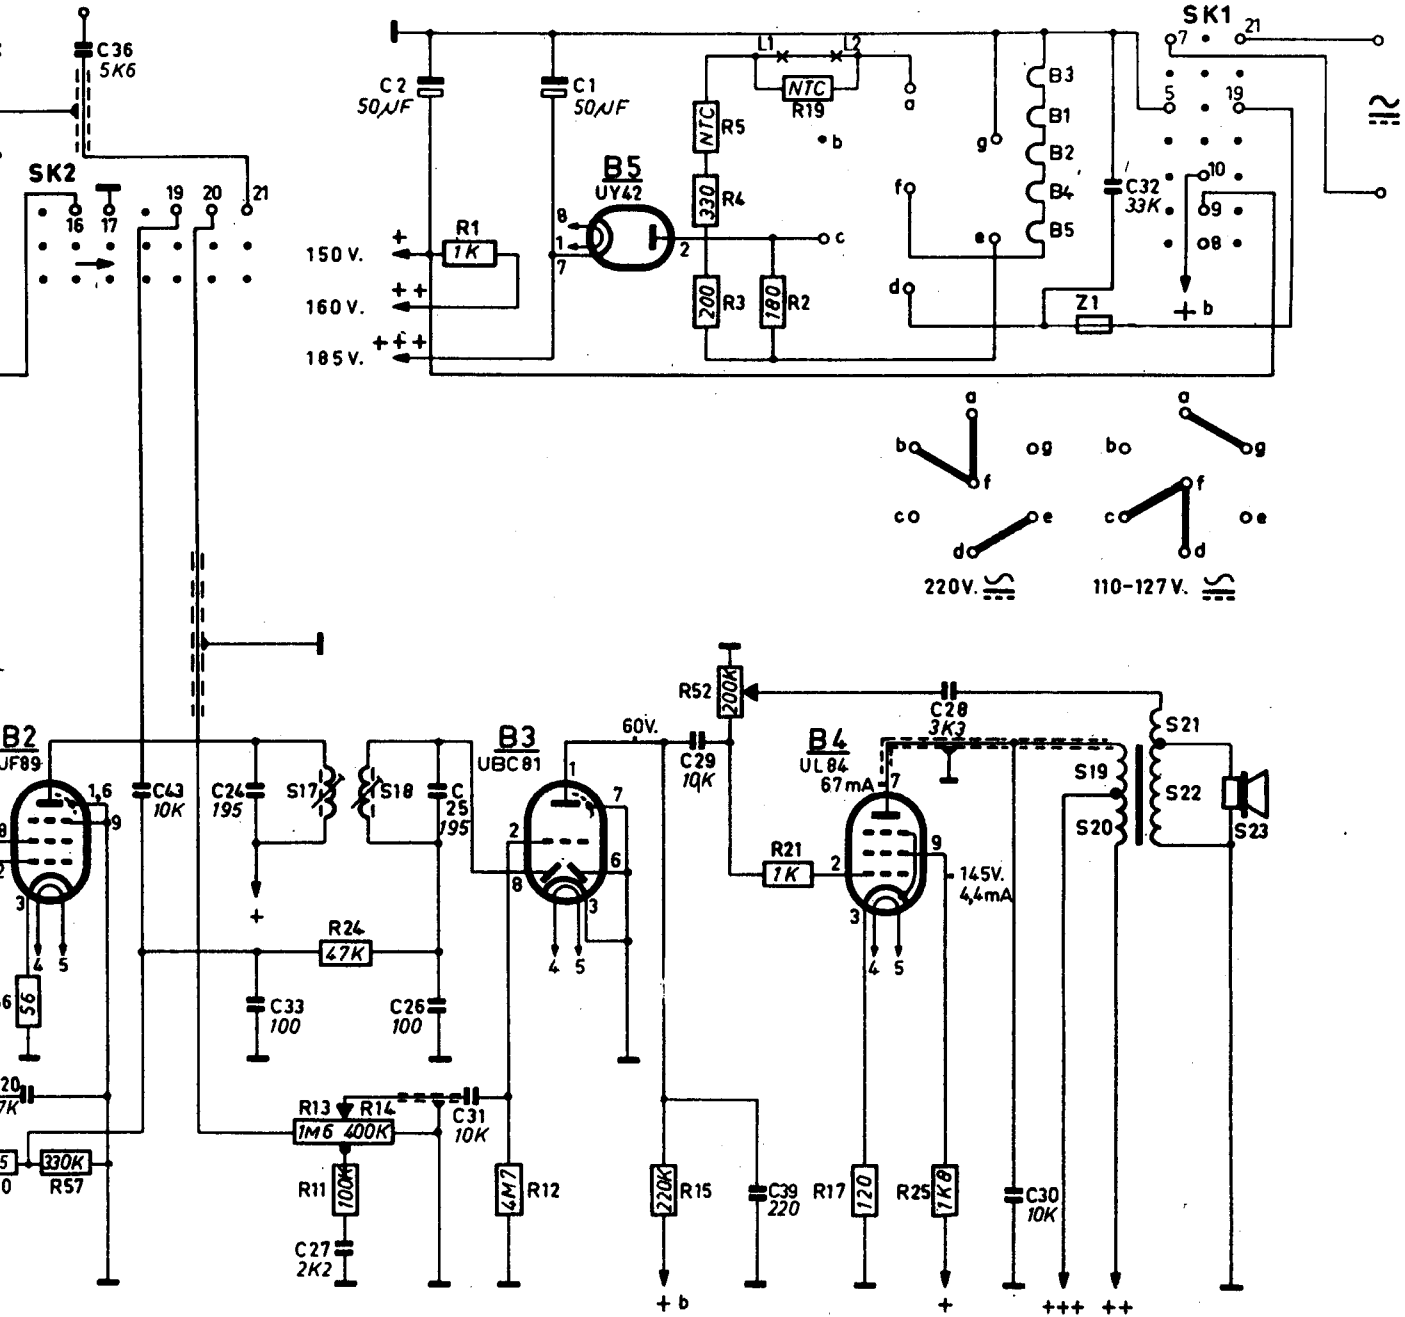 SK1
C36
5K6
7
21
L1
L2
C2
50µF
C1
50µF
NTC
R19
NTC
R5
a
b
g
B3
B1
B2
B4
B5
5
19
10
9
8
C32
33K
SK2
16
17
19
20
21
B5
UY42
8
1
7
2
330
R4
f
c
e
R1
1K
+
150 V.
+ +
160 V.
+ + +
185 V.
200
R3
180
R2
d
Z1
+ b
a
b
g
f
c
e
d
220V.
a
b
g
f
c
e
d
110-127 V.
B2
UF89
1,6
9
8
2
3
4
5
C43
10K
C24
195
S17
S18
C
25
195
+
B3
UBC81
1
7
2
6
8
3
4
5
60V.
R52
200K
C29
10K
C28
3K3
B4
UL84
67mA
7
R21
1K
2
9
145V.
4,4mA
3
4
5
S19
S20
S21
S22
S23
56
R24
47K
C33
100
C26
100
R13
R14
1M6
400K
C31
10K
R11
100K
C27
2K2
330K
R57
4M7
R12
220K
R15
C39
220
R17
120
R25
1K8
C30
10K
+ b
+
+++
++